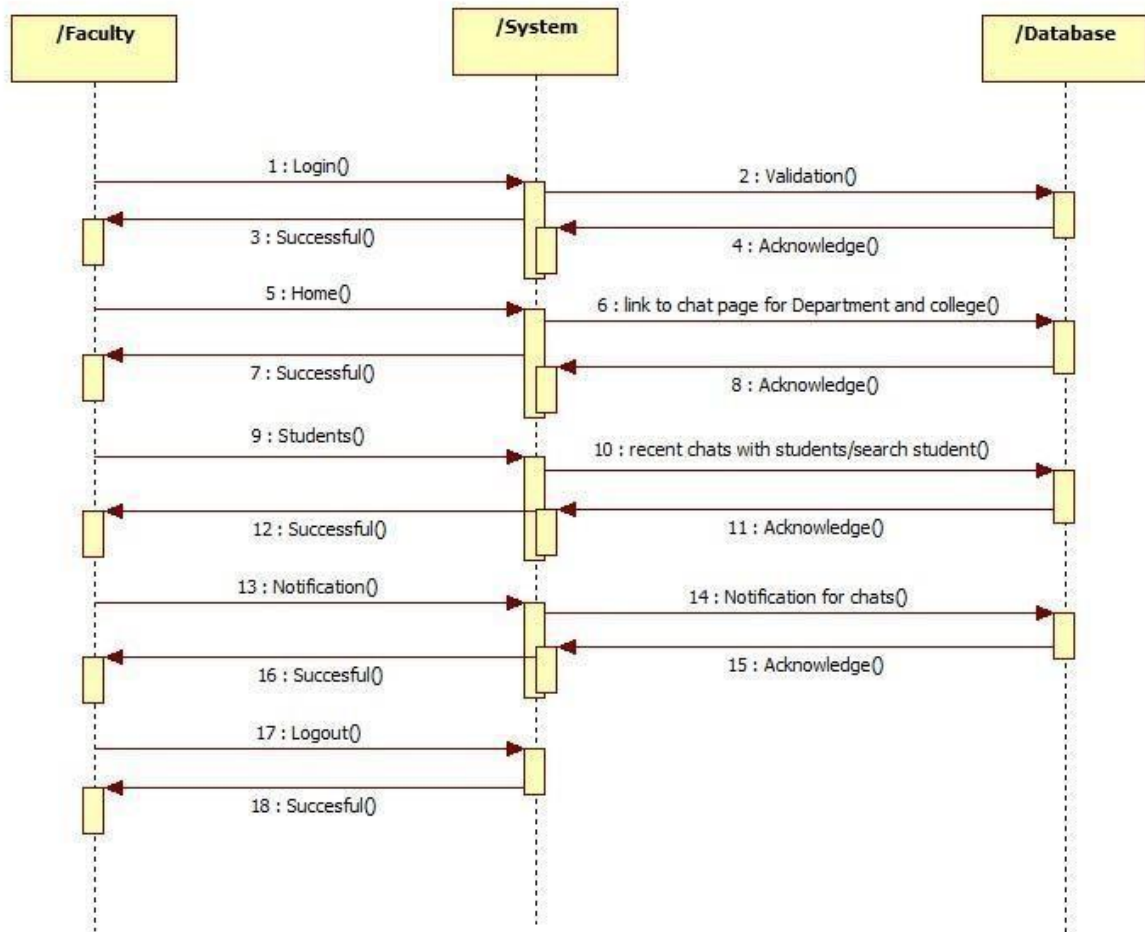 /Faculty
/System
/Database
1 : Login()
2 : Validation()
3 : Successful()
4 : Acknowledge()
5 : Home()
6 : link to chat page for Department and college()
7 : Successful()
8 : Acknowledge()
9 : Students()
10 : recent chats with students/search student()
12 : Successful()
11 : Acknowledge()
13 : Notification()
14 : Notification for chats()
16 : Succesful()
15 : Acknowledge()
17 : Logout()
18 : Succesful()